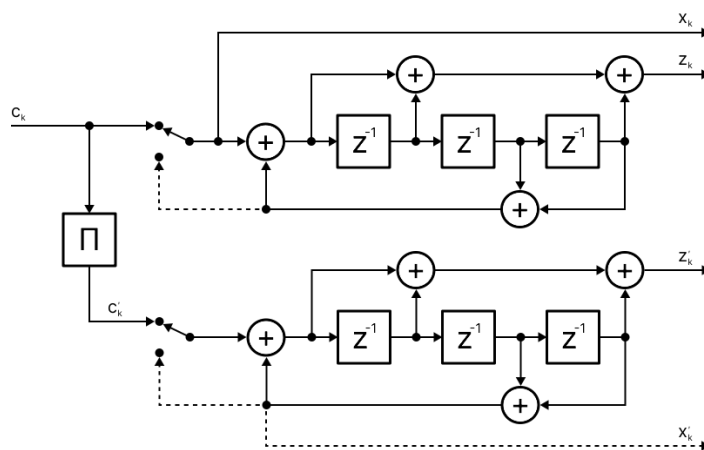 x_k
z_k
+ +
c_k
+ z^-1 z^-1 z^-1
+
Π
z'_k
+ +
c'_k
+ z^-1 z^-1 z^-1
+
x'_k